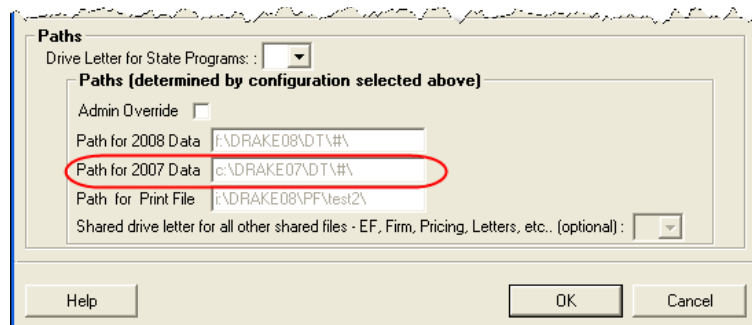 Paths
Drive Letter for State Programs: :
Paths (determined by configuration selected above)
Admin Override
Path for 2008 Data f:\DRAKE08\DT\#\
Path for 2007 Data c:\DRAKE07\DT\#\
Path for Print File i:\DRAKE08\PF\test2\
Shared drive letter for all other shared files - EF, Firm, Pricing, Letters, etc.. (optional) :
Help OK Cancel